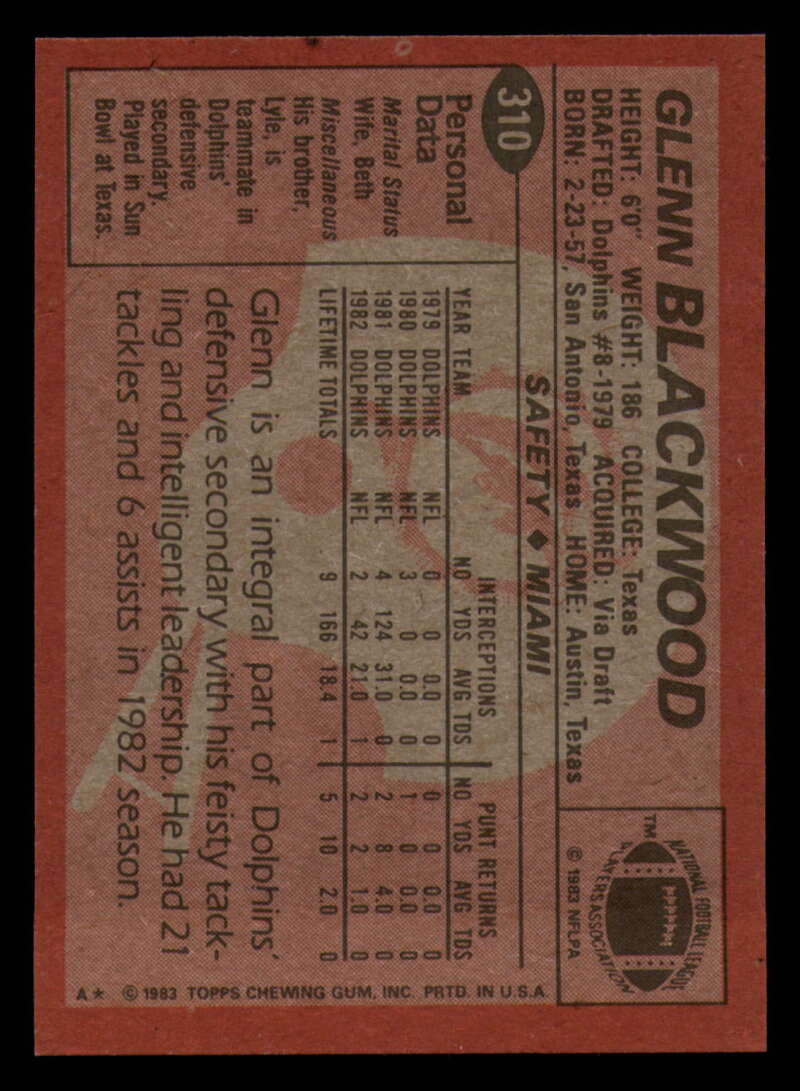 GLENN BLACKWOOD
HEIGHT: 6'0" WEIGHT: 186 COLLEGE: Texas
DRAFTED: Dolphins #8-1979 ACQUIRED: Via Draft
BORN: 2-23-57, San Antonio, Texas HOME: Austin, Texas
TM
NATIONAL FOOTBALL LEAGUE
PLAYERS ASSOCIATION
© 1983 NFLPA
310
SAFETY ♦ MIAMI
Personal
Data
Marital Status
Wife, Beth
Miscellaneous
His brother,
Lyle, is
teammate in
Dolphins'
defensive
secondary.
Played in Sun
Bowl at Texas.
INTERCEPTIONS PUNT RETURNS
YEAR TEAM NO YDS AVG TDS NO YDS AVG TDS
1979 DOLPHINS NFL 0 0 0.0 0 0 0 0.0 0
1980 DOLPHINS NFL 3 0 0.0 0 1 0 0.0 0
1981 DOLPHINS NFL 4 124 31.0 0 2 8 4.0 0
1982 DOLPHINS NFL 2 42 21.0 1 2 2 1.0 0
LIFETIME TOTALS 9 166 18.4 1 5 10 2.0 0
Glenn is an integral part of Dolphins'
defensive secondary with his feisty tack-
ling and intelligent leadership. He had 21
tackles and 6 assists in 1982 season.
A* © 1983 TOPPS CHEWING GUM, INC. PRTD. IN U.S.A.